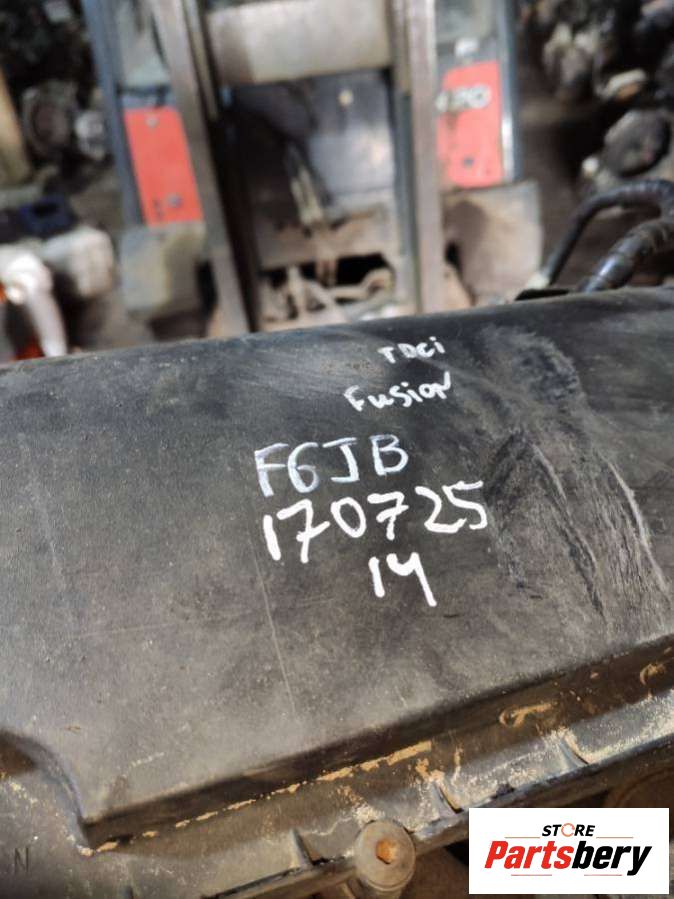 TDCi
Fusion
F6JB
170725
14
N
STORE
Partsbery